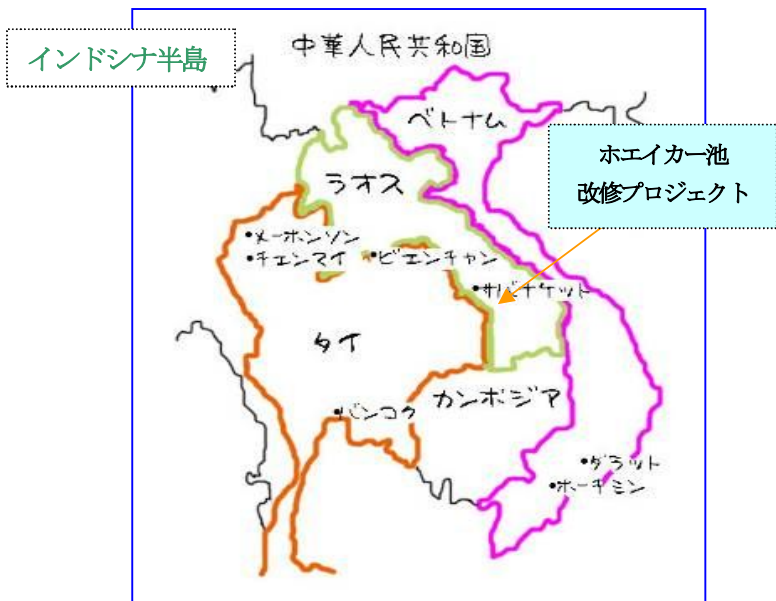 中華人民共和国
インドシナ半島
ベトナム
ホエイカー池
改修プロジェクト
ラオス
•メーホンソン
•チェンマイ
•ビエンチャン
•サバナケット
タイ
カンボジア
•バンコク
•ダラット
•ホーチミン